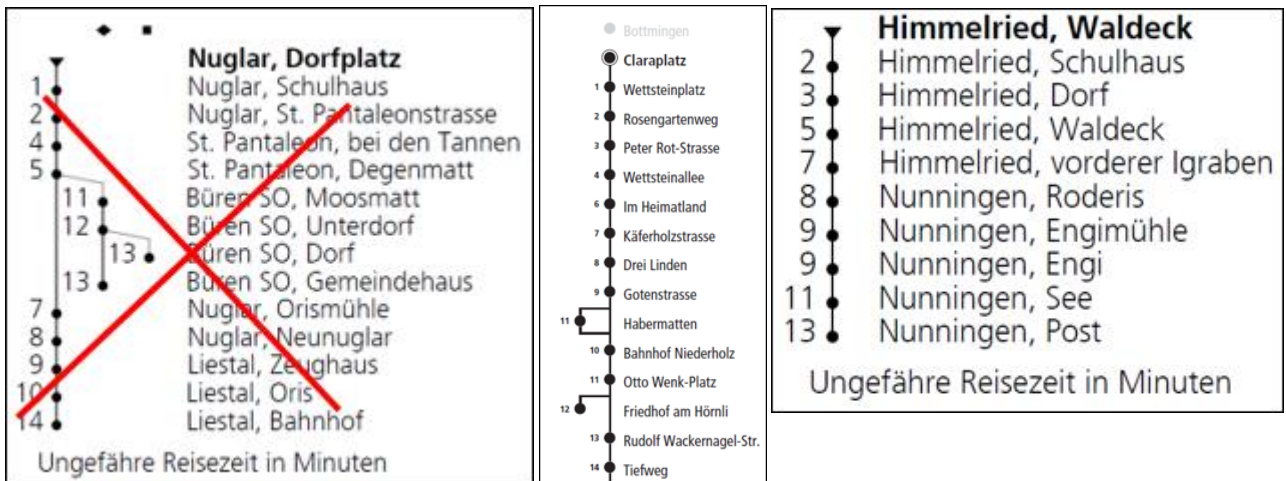 Nuglar, Dorfplatz
1 Nuglar, Schulhaus
2 Nuglar, St. Pantaleonstrasse
4 St. Pantaleon, bei den Tannen
5 St. Pantaleon, Degenmatt
11 Büren SO, Moosmatt
12 Büren SO, Unterdorf
13 Büren SO, Dorf
13 Büren SO, Gemeindehaus
7 Nuglar, Orismühle
8 Nuglar, Neunuglar
9 Liestal, Zeughaus
10 Liestal, Oris
14 Liestal, Bahnhof
Ungefähre Reisezeit in Minuten
Bottmingen
Claraplatz
1 Wettsteinplatz
2 Rosengartenweg
3 Peter Rot-Strasse
4 Wettsteinallee
6 Im Heimatland
7 Käferholzstrasse
8 Drei Linden
9 Gotenstrasse
11 Habermatten
10 Bahnhof Niederholz
11 Otto Wenk-Platz
12 Friedhof am Hörnli
13 Rudolf Wackernagel-Str.
14 Tiefweg
Himmelried, Waldeck
2 Himmelried, Schulhaus
3 Himmelried, Dorf
5 Himmelried, Waldeck
7 Himmelried, vorderer Igraben
8 Nunningen, Roderis
9 Nunningen, Engimühle
9 Nunningen, Engi
11 Nunningen, See
13 Nunningen, Post
Ungefähre Reisezeit in Minuten